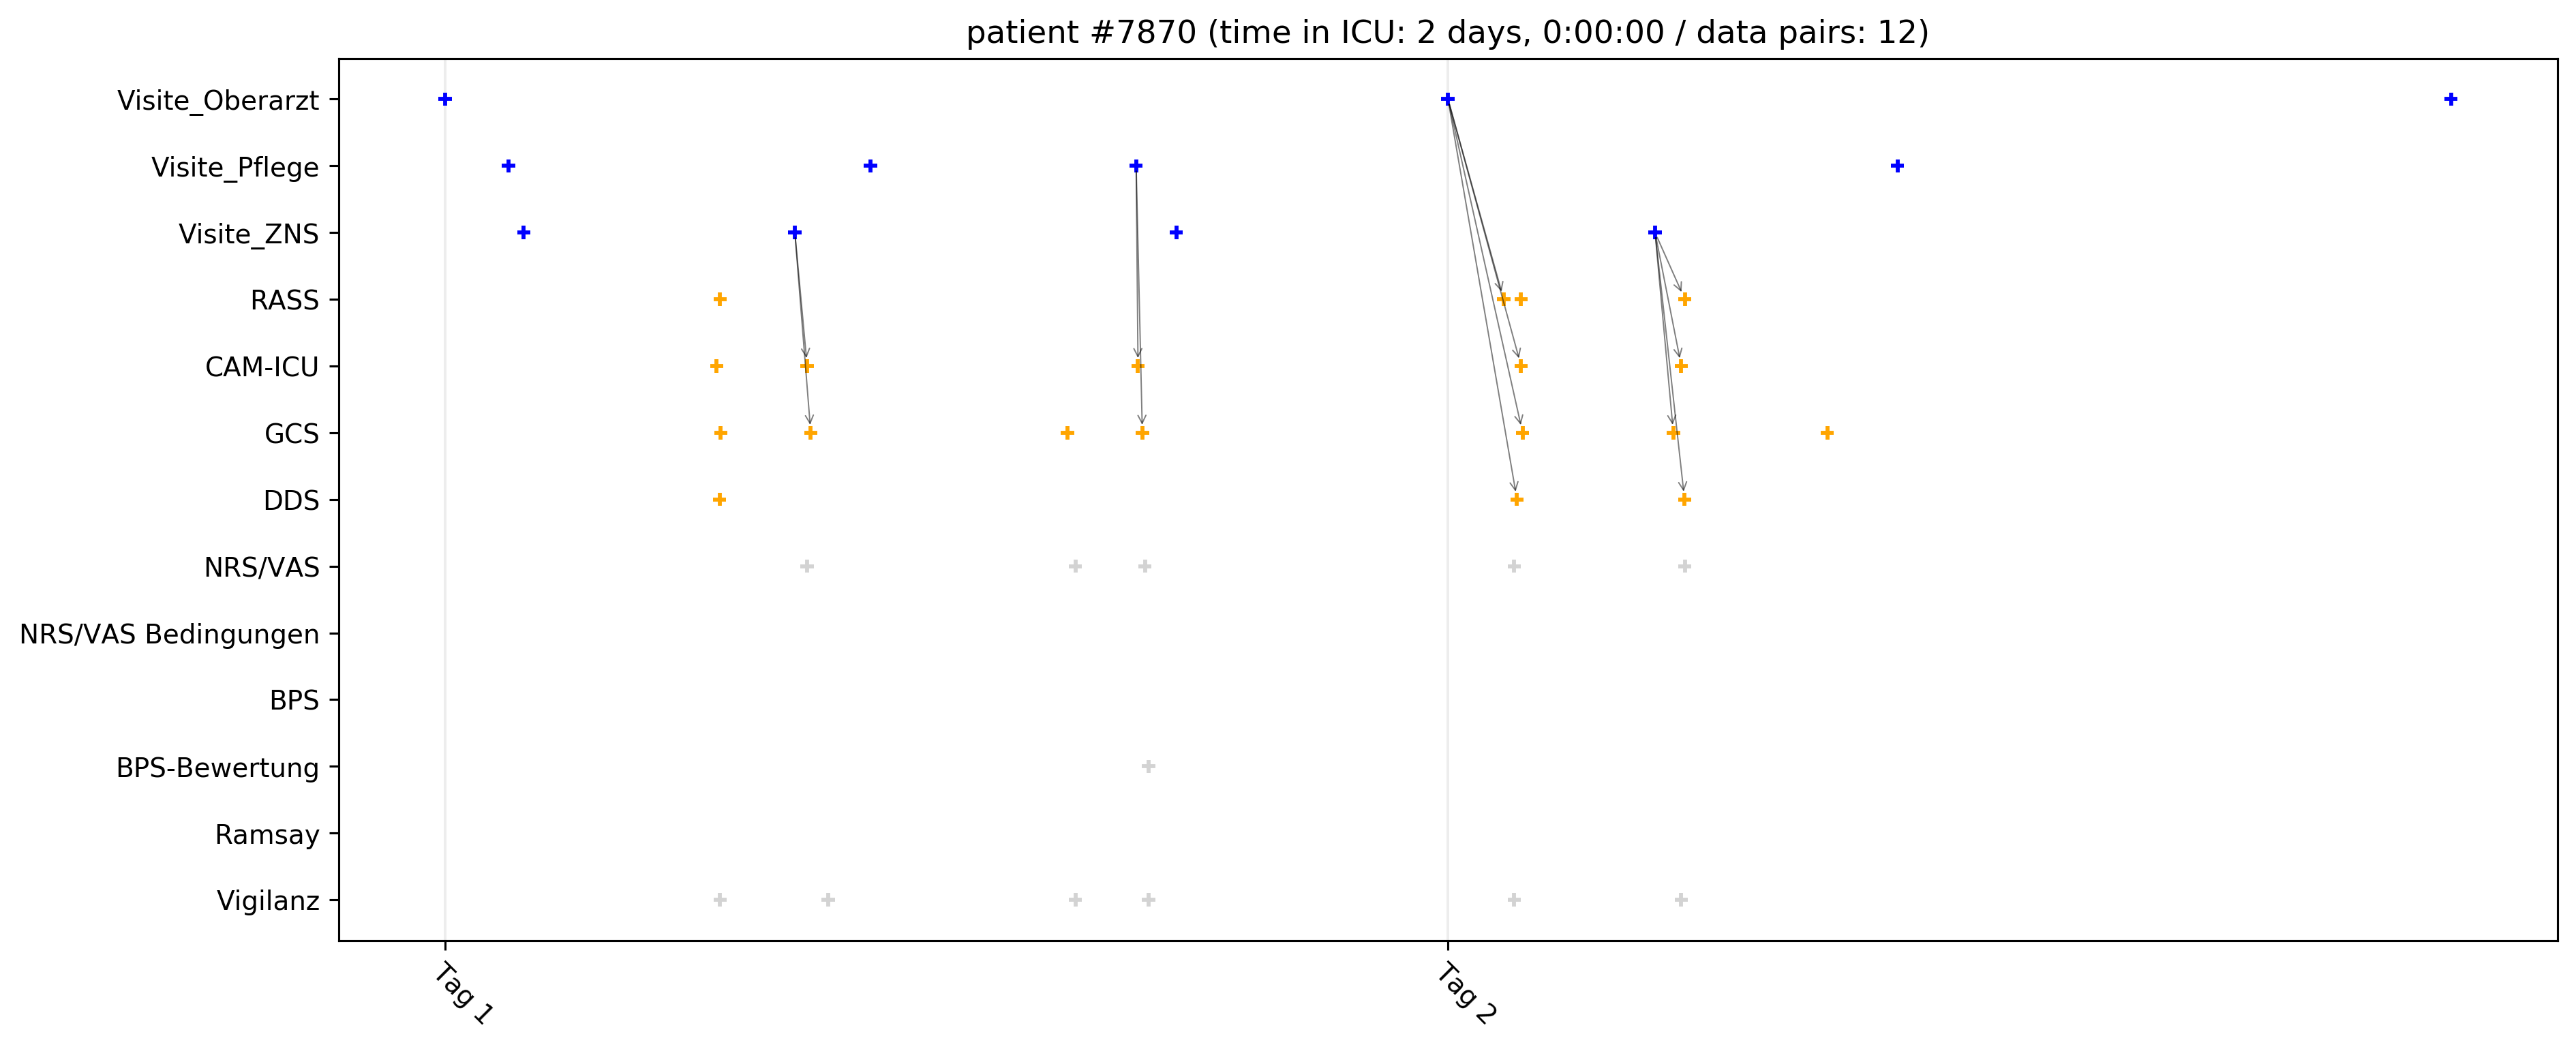 patient #7870 (time in ICU: 2 days, 0:00:00 / data pairs: 12)
Visite_Oberarzt
Visite_Pflege
Visite_ZNS
RASS
CAM-ICU
GCS
DDS
NRS/VAS
NRS/VAS Bedingungen
BPS
BPS-Bewertung
Ramsay
Vigilanz
Tag 1
Tag 2